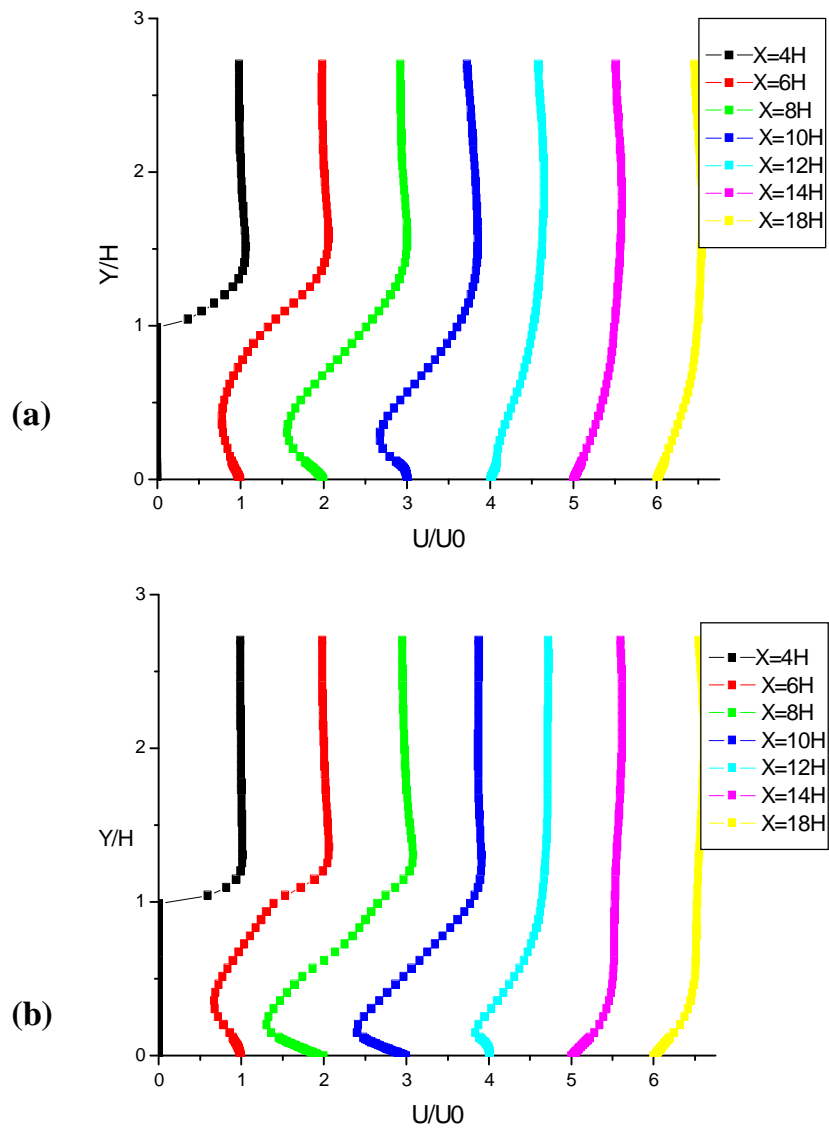 3
X=4H
X=6H
X=8H
X=10H
X=12H
X=14H
X=18H
2
Y/H
1
(a)
0
0 1 2 3 4 5 6
U/U0
3
X=4H
X=6H
X=8H
X=10H
X=12H
X=14H
X=18H
2
Y/H
1
(b)
0
0 1 2 3 4 5 6
U/U0